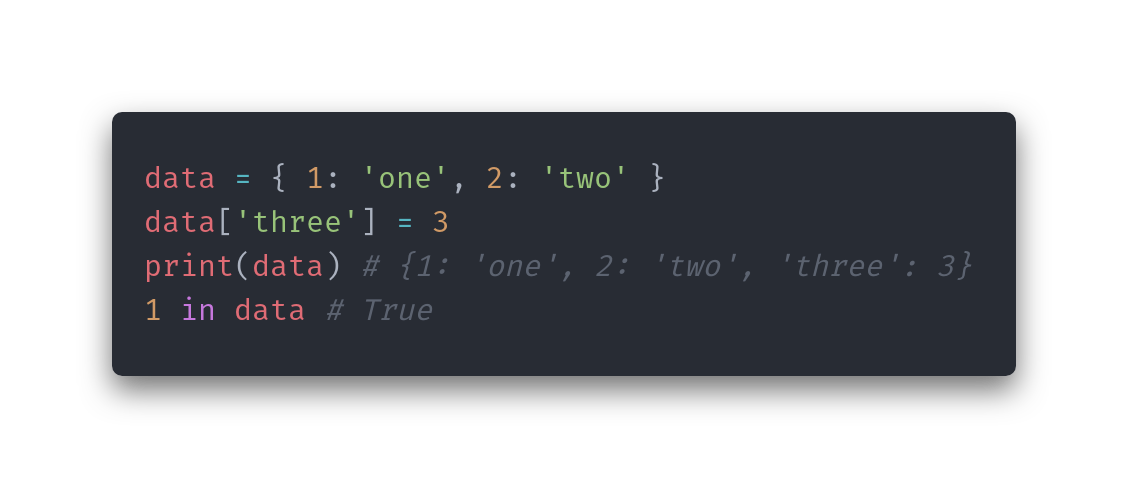 data = { 1: 'one', 2: 'two' }
data['three'] = 3
print(data) # {1: 'one', 2: 'two', 'three': 3}
1 in data # True